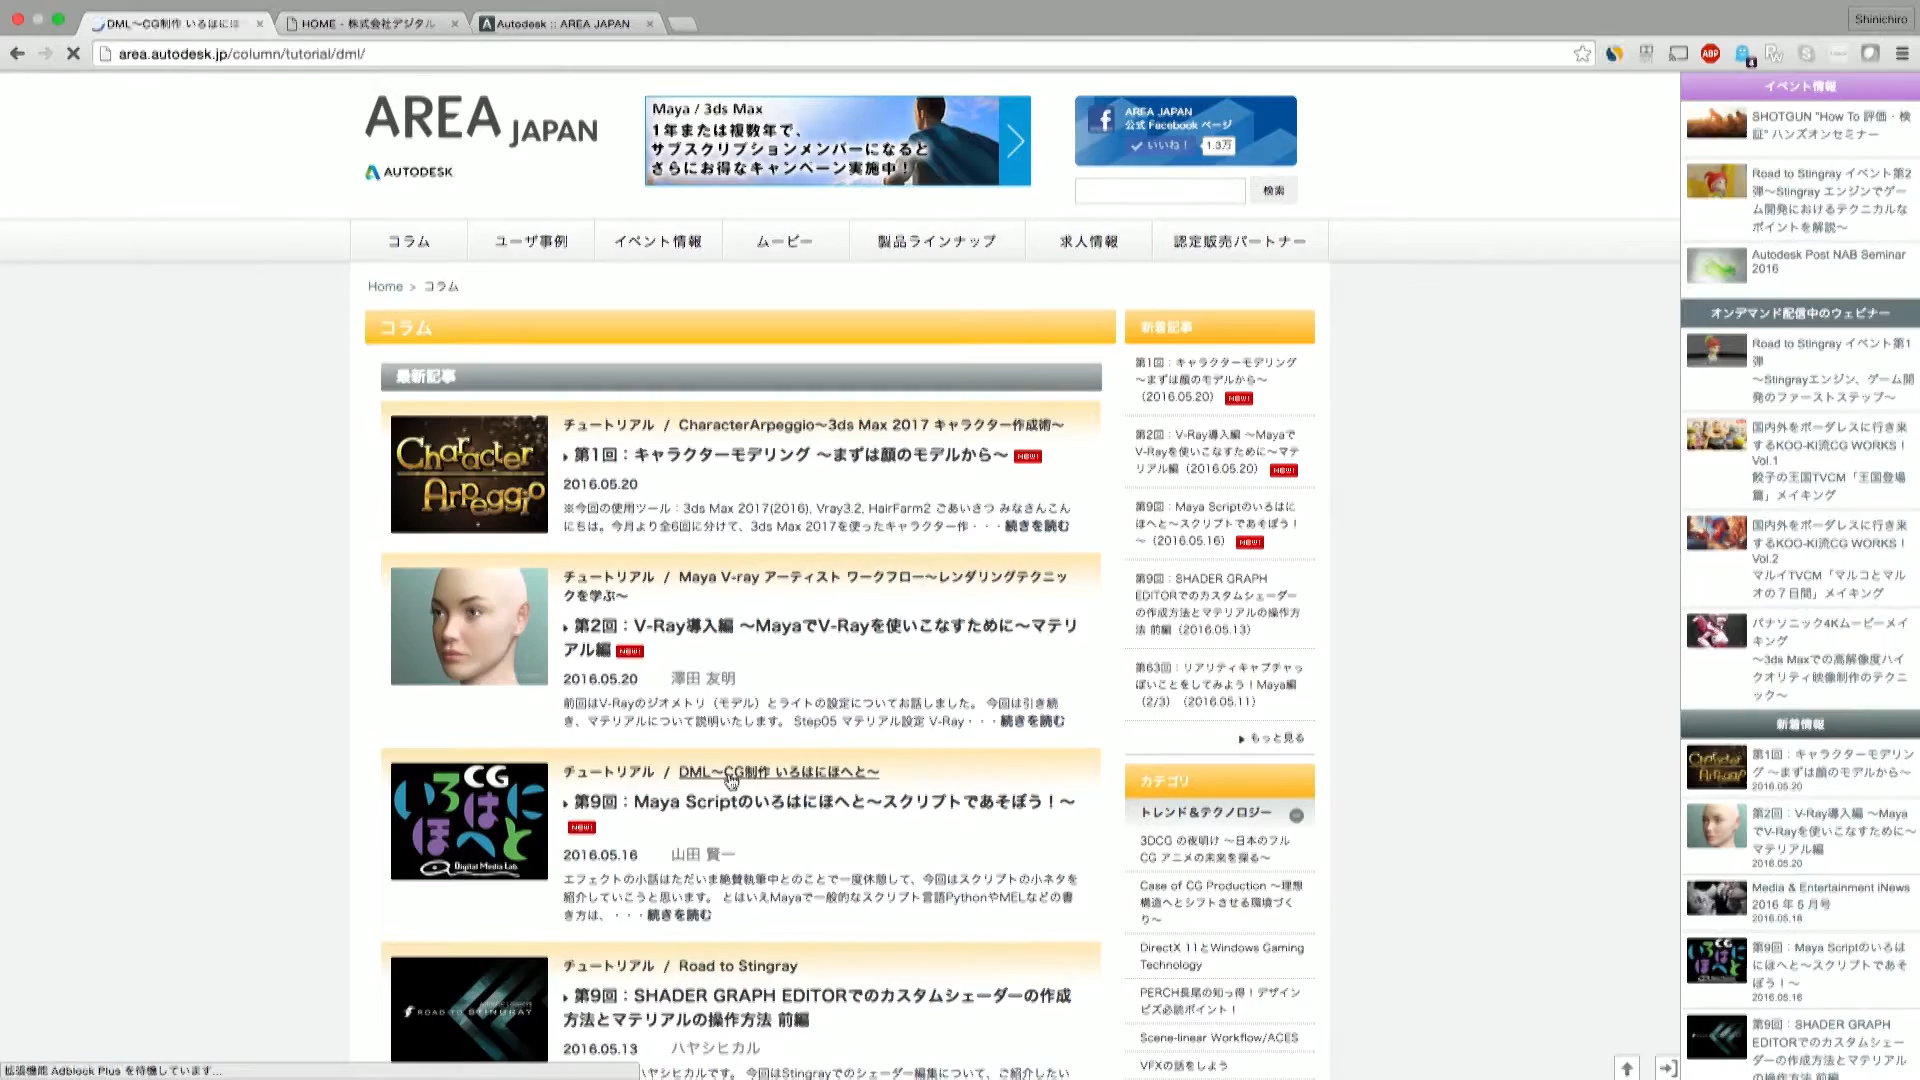 DML〜CG制作 いろはにほ
HOME - 株式会社デジタル
Autodesk :: AREA JAPAN
Shinichiro
area.autodesk.jp/column/tutorial/dml/
AREA JAPAN
AUTODESK
Maya / 3ds Max
1年または複数年で、
サブスクリプションメンバーになると
さらにお得なキャンペーン実施中！
AREA JAPAN
公式 Facebook ページ
いいね！ 1.3万
検索
コラム
ユーザ事例
イベント情報
ムービー
製品ラインナップ
求人情報
認定販売パートナー
Home > コラム
コラム
最新記事
Character
Arpeggio
チュートリアル / CharacterArpeggio〜3ds Max 2017 キャラクター作成術〜
第1回：キャラクターモデリング 〜まずは顔のモデルから〜 NEW!
2016.05.20
※今回の使用ツール：3ds Max 2017(2016), Vray3.2, HairFarm2 ごあいさつ みなさんこん
にちは。今月より全6回に分けて、3ds Max 2017を使ったキャラクター作・・・続きを読む
チュートリアル / Maya V-ray アーティスト ワークフロー〜レンダリングテクニッ
クを学ぶ〜
第2回：V-Ray導入編 〜MayaでV-Rayを使いこなすために〜マテリ
アル編 NEW!
2016.05.20 澤田 友明
前回はV-Rayのジオメトリ（モデル）とライトの設定についてお話しました。 今回は引き続
き、マテリアルについて説明いたします。 Step05 マテリアル設定 V-Ray・・・続きを読む
CG
いろはに
ほへと
Digital Media Lab.
チュートリアル / DML〜CG制作 いろはにほへと〜
第9回：Maya Scriptのいろはにほへと〜スクリプトであそぼう！〜
NEW!
2016.05.16 山田 賢一
エフェクトの小話はただいま絶賛執筆中とのことで一度休憩して、今回はスクリプトの小ネタを
紹介していこうと思います。 とはいえMayaで一般的なスクリプト言語PythonやMELなどの書
き方は、・・・続きを読む
ROAD TO STINGRAY
チュートリアル / Road to Stingray
第9回：SHADER GRAPH EDITORでのカスタムシェーダーの作成
方法とマテリアルの操作方法 前編
2016.05.13 ハヤシヒカル
ハヤシヒカルです。 今回はStingrayでのシェーダー編集について、ご紹介したい
拡張機能 Adblock Plus を待機しています...
新着記事
第1回：キャラクターモデリング
〜まずは顔のモデルから〜
（2016.05.20） NEW!
第2回：V-Ray導入編 〜Mayaで
V-Rayを使いこなすために〜マテ
リアル編（2016.05.20） NEW!
第9回：Maya Scriptのいろはに
ほへと〜スクリプトであそぼう！
〜（2016.05.16） NEW!
第9回：SHADER GRAPH
EDITORでのカスタムシェーダー
の作成方法とマテリアルの操作方
法 前編（2016.05.13）
第63回：リアリティキャプチャっ
ぽいことをしてみよう！Maya編
（2/3）（2016.05.11）
もっと見る
カテゴリ
トレンド＆テクノロジー
3DCG の夜明け 〜日本のフル
CG アニメの未来を探る〜
Case of CG Production 〜理想
構造へとシフトさせる環境づく
り〜
DirectX 11とWindows Gaming
Technology
PERCH長尾の知っ得！デザイン
ビズ必読ポイント！
Scene-linear Workflow/ACES
VFXの話をしよう
イベント情報
SHOTGUN "How To 評価・検
証" ハンズオンセミナー
Road to Stingray イベント第2
弾〜Stingray エンジンでゲー
ム開発におけるテクニカルな
ポイントを解説〜
Autodesk Post NAB Seminar
2016
オンデマンド配信中のウェビナー
Road to Stingray イベント第1
弾
〜Stingrayエンジン、ゲーム開
発のファーストステップ〜
国内外をボーダレスに行き来
するKOO-KI流CG WORKS！
Vol.1
餃子の王国TVCM「王国登場
篇」メイキング
国内外をボーダレスに行き来
するKOO-KI流CG WORKS！
Vol.2
マルイTVCM「マルコとマル
オの７日間」メイキング
パナソニック4Kムービーメイ
キング
〜3ds Maxでの高解像度ハイ
クオリティ映像制作のテクニ
ック〜
新着情報
第1回：キャラクターモデリン
グ 〜まずは顔のモデルから〜
2016.05.20
第2回：V-Ray導入編 〜Maya
でV-Rayを使いこなすために〜
マテリアル編
2016.05.20
Media & Entertainment iNews
2016 年 5 月号
2016.05.18
第9回：Maya Scriptのいろは
にほへと〜スクリプトであそ
ぼう！〜
2016.05.16
第9回：SHADER GRAPH
EDITORでのカスタムシェー
ダーの作成方法とマテリアル
の操作方法 前編